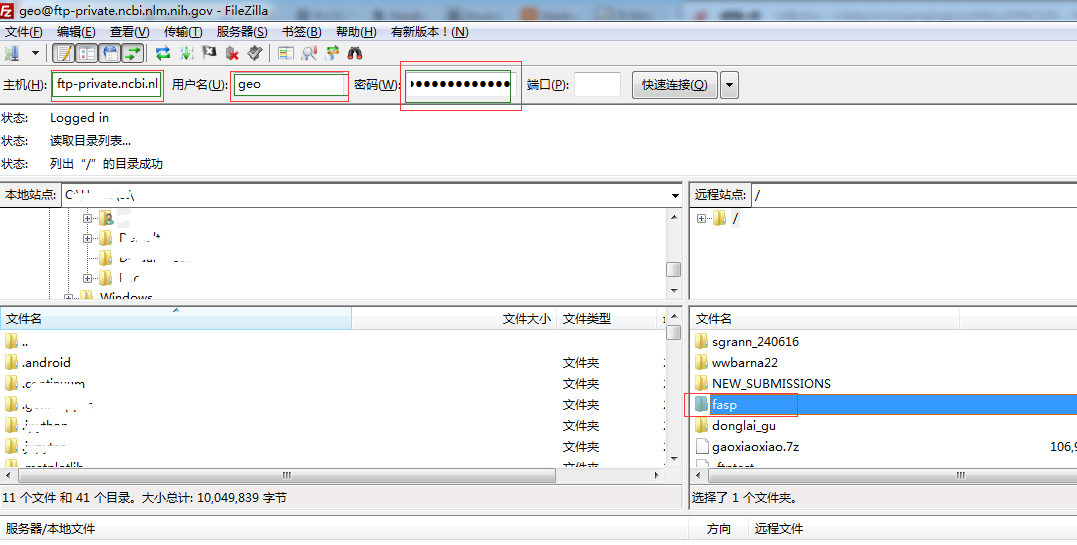 geo@ftp-private.ncbi.nlm.nih.gov - FileZilla
文件(F) 编辑(E) 查看(V) 传输(T) 服务器(S) 书签(B) 帮助(H) 有新版本！(N)
主机(H): ftp-private.ncbi.nl 用户名(U): geo 密码(W): ●●●●●●●●●●●●● 端口(P): 快速连接(Q)
状态: Logged in
状态: 读取目录列表...
状态: 列出“/”的目录成功
本地站点: C:\ 远程站点: /
/
Windows
文件名 文件大小 文件类型 文件名
..
sgrann_240616
.android 文件夹 wwbarna22
文件夹 NEW_SUBMISSIONS
文件夹 fasp
文件夹 donglai_gu
文件夹 gaoxiaoxiao.7z 106,9
文件夹
11 个文件 和 41 个目录。大小总计: 10,049,839 字节 选择了 1 个文件夹。
服务器/本地文件 方向 远程文件